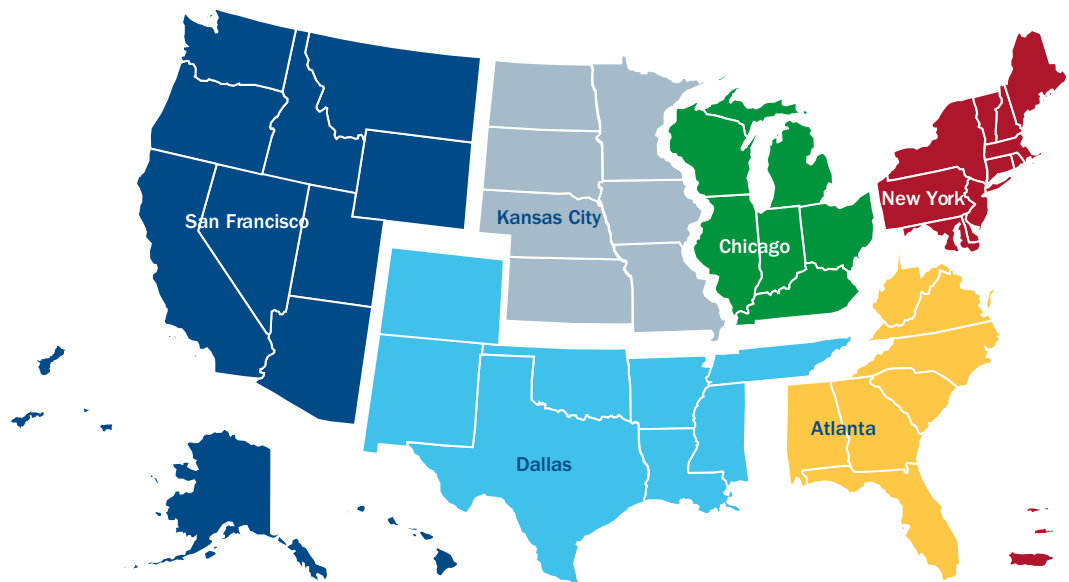 San Francisco
Kansas City
New York
Chicago
Atlanta
Dallas